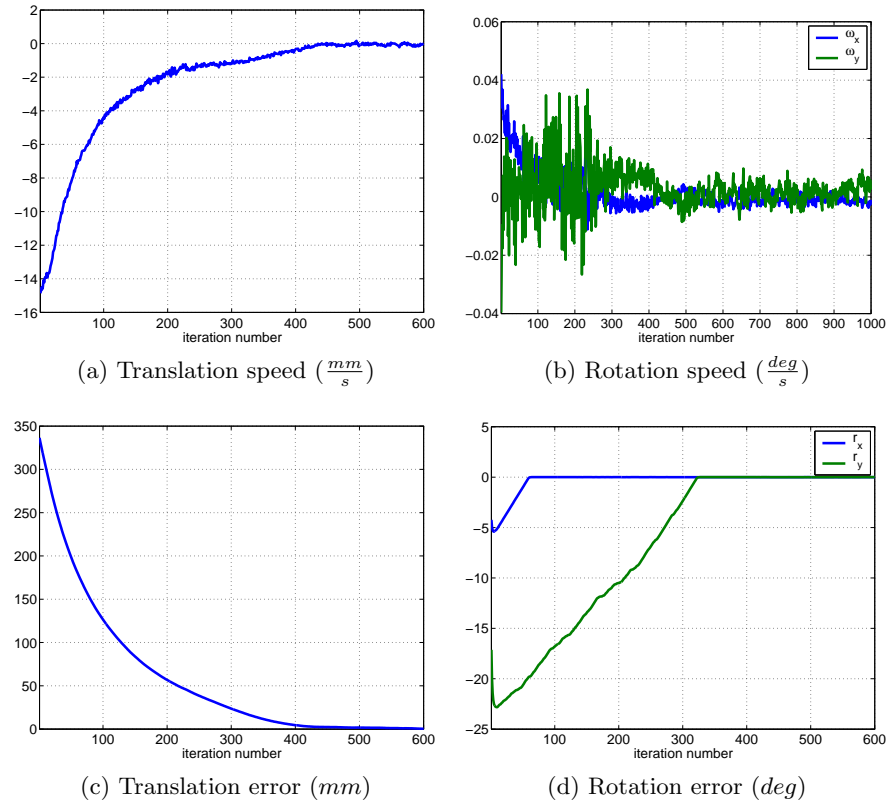 2
0
−2
−4
−6
−8
−10
−12
−14
−16
100 200 300 400 500 600
iteration number
(a) Translation speed (mm/s)
0.06
0.04
0.02
0
−0.02
−0.04
100 200 300 400 500 600 700 800 900 1000
iteration number
ω_x
ω_y
(b) Rotation speed (deg/s)
350
300
250
200
150
100
50
0
100 200 300 400 500 600
iteration number
(c) Translation error (mm)
5
0
−5
−10
−15
−20
−25
100 200 300 400 500 600
iteration number
r_x
r_y
(d) Rotation error (deg)